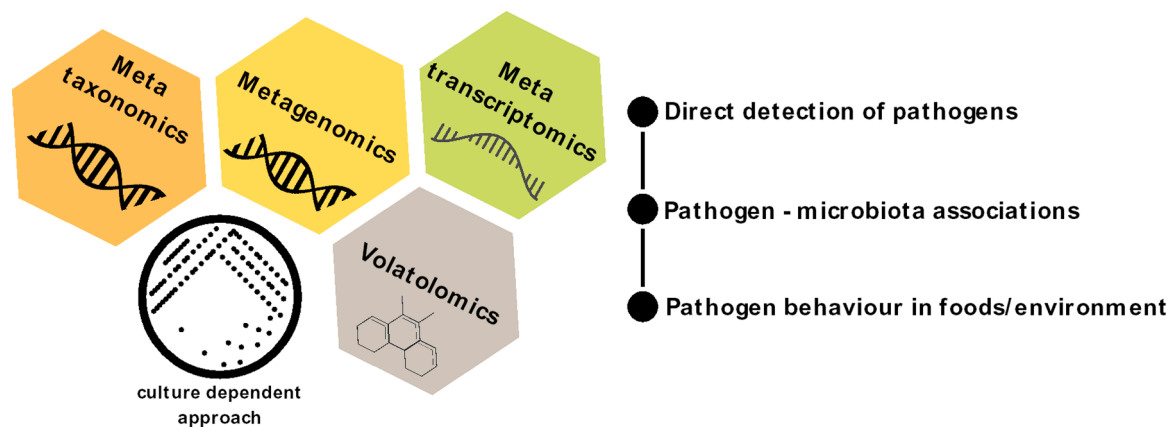 Meta
taxonomics
Metagenomics
Meta
transcriptomics
Volatolomics
culture dependent
approach
Direct detection of pathogens
Pathogen - microbiota associations
Pathogen behaviour in foods/environment